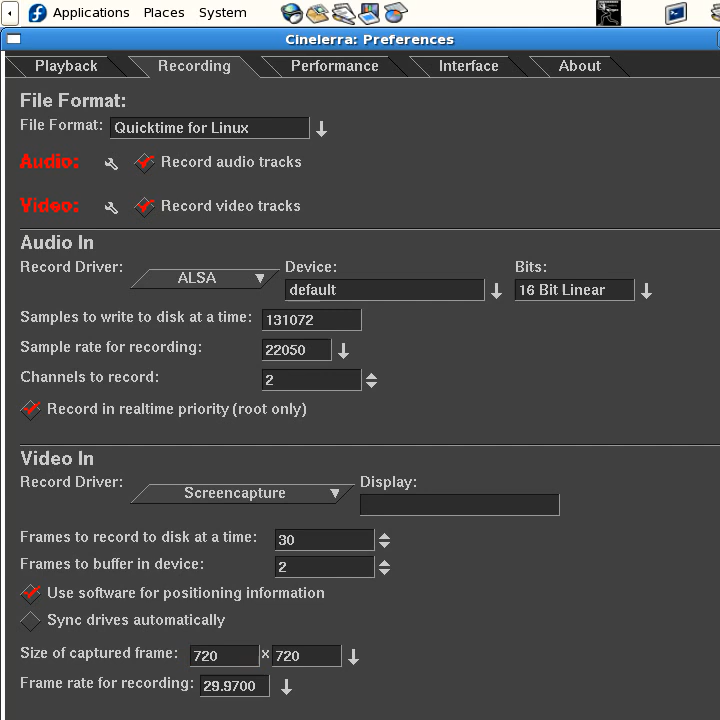 Applications Places System
Cinelerra: Preferences
Playback Recording Performance Interface About
File Format:
File Format: Quicktime for Linux
Audio: Record audio tracks
Video: Record video tracks
Audio In
Record Driver: ALSA Device: Bits:
default 16 Bit Linear
Samples to write to disk at a time: 131072
Sample rate for recording: 22050
Channels to record: 2
Record in realtime priority (root only)
Video In
Record Driver: Screencapture Display:
Frames to record to disk at a time: 30
Frames to buffer in device: 2
Use software for positioning information
Sync drives automatically
Size of captured frame: 720 x 720
Frame rate for recording: 29.9700